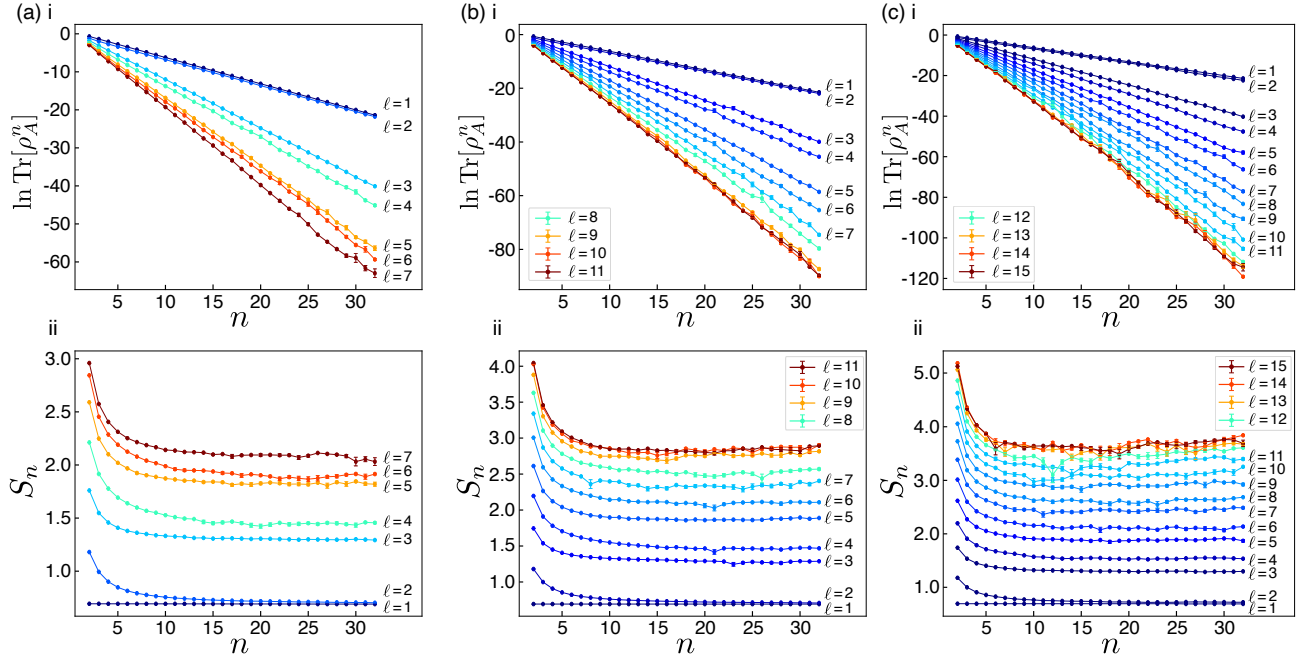 (a) i
ln Tr[ρ_A^n]
0
-10
-20
-30
-40
-50
-60
5 10 15 20 25 30
n
ℓ=1
ℓ=2
ℓ=3
ℓ=4
ℓ=5
ℓ=6
ℓ=7
(b) i
ln Tr[ρ_A^n]
0
-20
-40
-60
-80
5 10 15 20 25 30
n
ℓ=1
ℓ=2
ℓ=3
ℓ=4
ℓ=5
ℓ=6
ℓ=7
ℓ=8
ℓ=9
ℓ=10
ℓ=11
(c) i
ln Tr[ρ_A^n]
0
-20
-40
-60
-80
-100
-120
5 10 15 20 25 30
n
ℓ=1
ℓ=2
ℓ=3
ℓ=4
ℓ=5
ℓ=6
ℓ=7
ℓ=8
ℓ=9
ℓ=10
ℓ=11
ℓ=12
ℓ=13
ℓ=14
ℓ=15
ii
S_n
3.0
2.5
2.0
1.5
1.0
5 10 15 20 25 30
n
ℓ=7
ℓ=6
ℓ=5
ℓ=4
ℓ=3
ℓ=2
ℓ=1
ii
S_n
4.0
3.5
3.0
2.5
2.0
1.5
1.0
5 10 15 20 25 30
n
ℓ=11
ℓ=10
ℓ=9
ℓ=8
ℓ=7
ℓ=6
ℓ=5
ℓ=4
ℓ=3
ℓ=2
ℓ=1
ii
S_n
5.0
4.0
3.0
2.0
1.0
5 10 15 20 25 30
n
ℓ=15
ℓ=14
ℓ=13
ℓ=12
ℓ=11
ℓ=10
ℓ=9
ℓ=8
ℓ=7
ℓ=6
ℓ=5
ℓ=4
ℓ=3
ℓ=2
ℓ=1